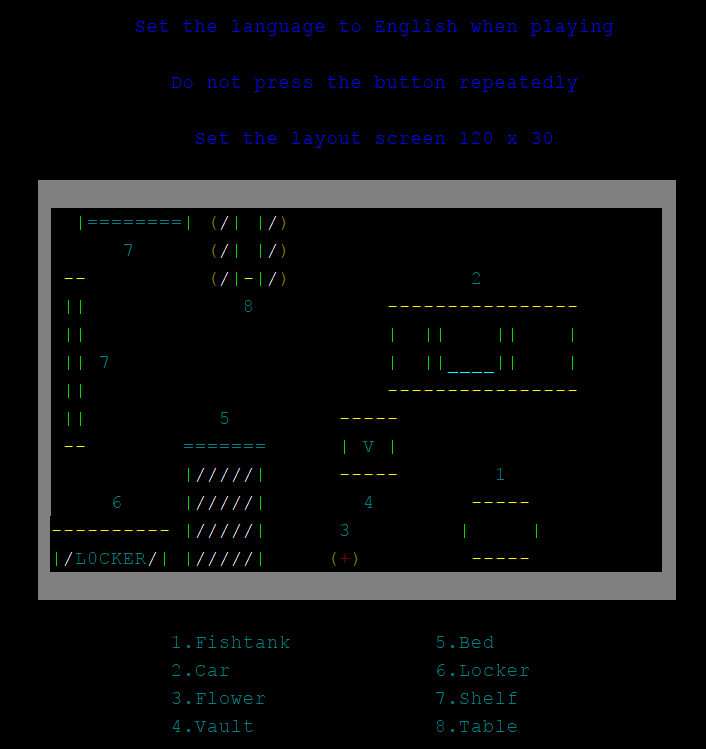 Set the language to English when playing
Do not press the button repeatedly
Set the layout screen 120 x 30
|========| (/| |/)
7 (/| |/)
-- (/|-|/) 2
|| 8 ----------------
|| | || || |
|| 7 | ||____|| |
|| ----------------
|| 5 -----
-- ======= | V |
|/////| ----- 1
6 |/////| 4 -----
---------- |/////| 3 | |
|/L0CKER/| |/////| (+) -----
1.Fishtank 5.Bed
2.Car 6.Locker
3.Flower 7.Shelf
4.Vault 8.Table